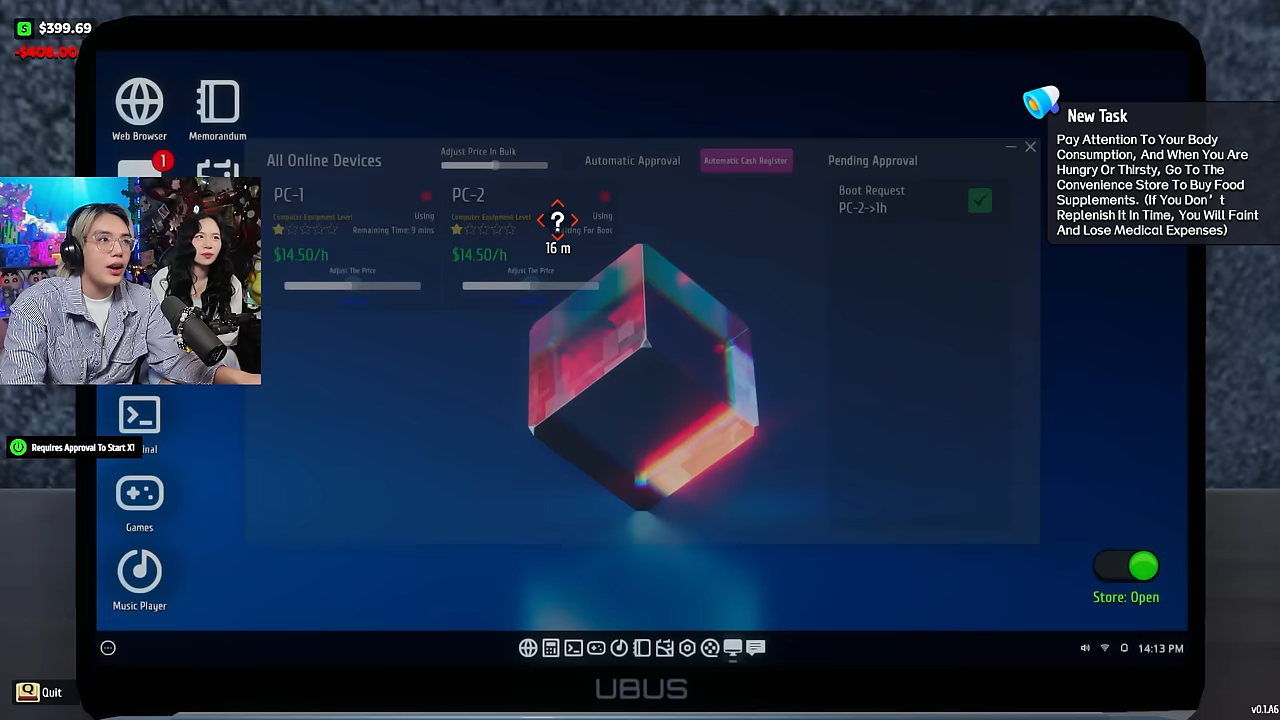 $399.69
-$408.00
Web Browser
Memorandum
1
New Task
Pay Attention To Your Body
Consumption, And When You Are
Hungry Or Thirsty, Go To The
Convenience Store To Buy Food
Supplements. (If You Don't
Replenish It In Time, You Will Faint
And Lose Medical Expenses)
All Online Devices
Adjust Price In Bulk
Automatic Approval
Automatic Cash Register
Pending Approval
PC-1
Computer Equipment Level
Using
Remaining Time: 9 mins
$14.50/h
Adjust The Price
PC-2
Computer Equipment Level
Using
For Boot
$14.50/h
Adjust The Price
?
16 m
Boot Request
PC-2->1h
Requires Approval To Start X1
inal
Games
Music Player
Store: Open
14:13 PM
UBUS
Q Quit
v0.1.A6